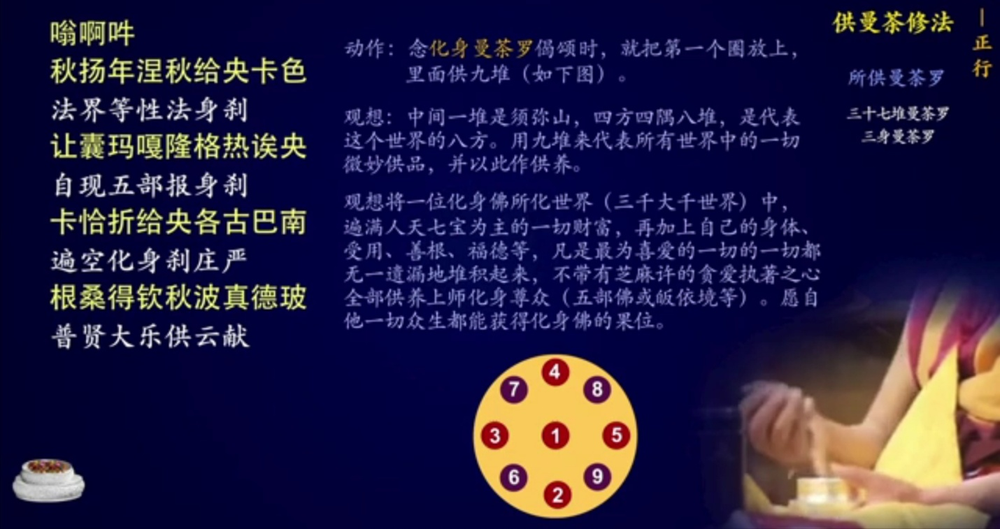 嗡啊吽
秋扬年涅秋给央卡色
法界等性法身刹
让囊玛嘎隆格热诶央
自现五部报身刹
卡恰折给央各古巴南
遍空化身刹庄严
根桑得钦秋波真德玻
普贤大乐供云献
动作：念化身曼茶罗偈颂时，就把第一个圈放上，
里面供九堆（如下图）。
观想：中间一堆是须弥山，四方四隅八堆，是代表
这个世界的八方。用九堆来代表所有世界中的一切
微妙供品，并以此作供养。
观想将一位化身佛所化世界（三千大千世界）中，
遍满人天七宝为主的一切财富，再加上自己的身体、
受用、善根、福德等，凡是最为喜爱的一切的一切都
无一遗漏地堆积起来，不带有芝麻许的贪爱执著之心
全部供养上师化身尊众（五部佛或皈依境等）。愿自
他一切众生都能获得化身佛的果位。
4
7 8
3 1 5
6 9
2
供曼茶修法
所供曼茶罗
三十七堆曼茶罗
三身曼茶罗
正行